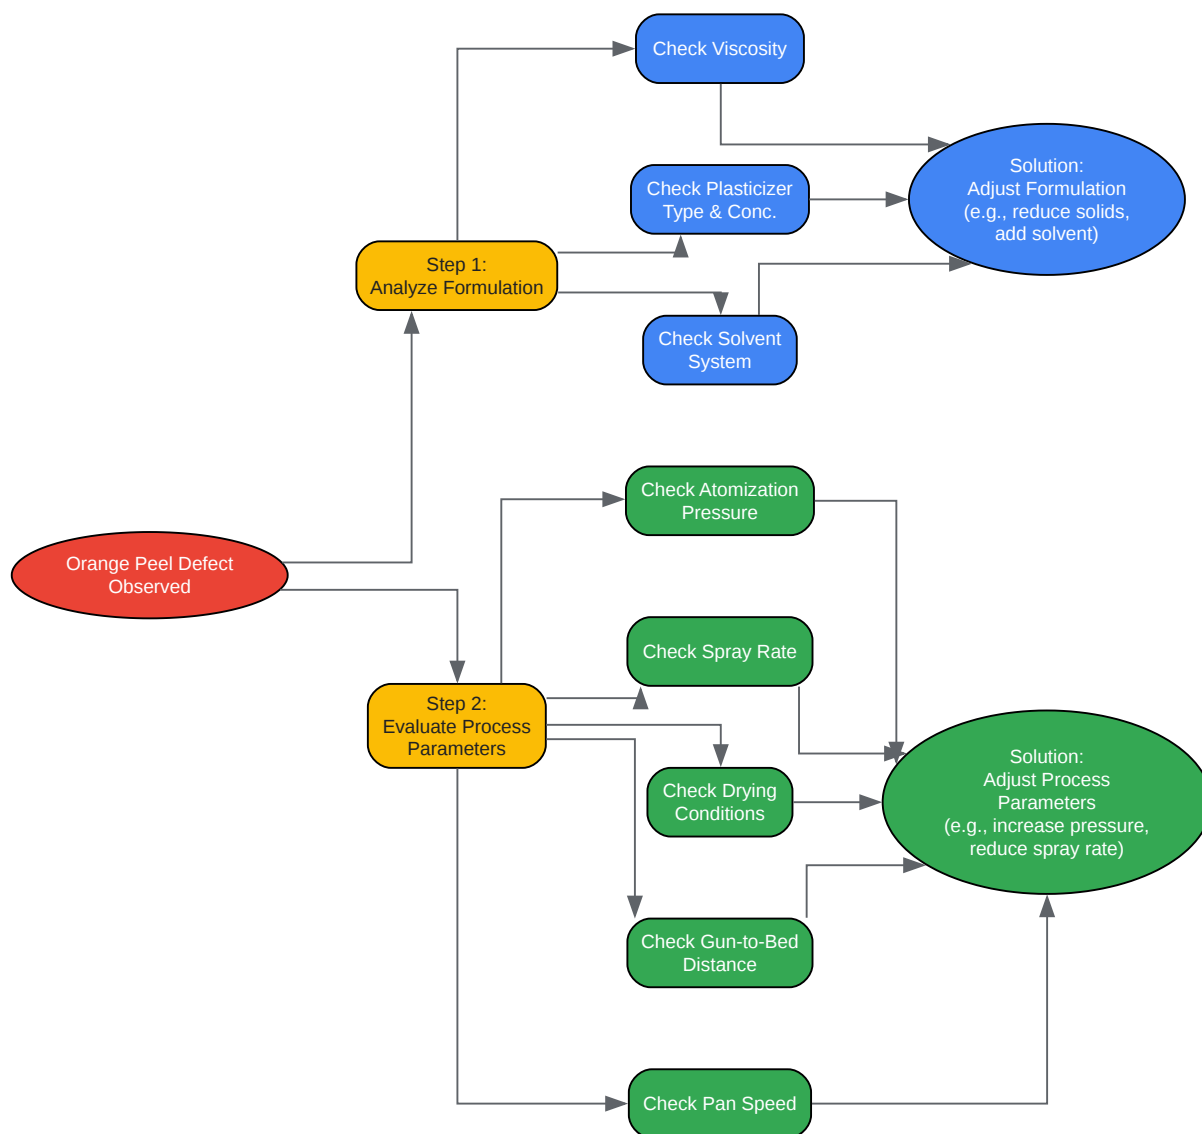 Check Viscosity
Solution:
Adjust Formulation
(e.g., reduce solids,
add solvent)
Check Plasticizer
Type & Conc.
Step 1:
Analyze Formulation
Check Solvent
System
Check Atomization
Pressure
Orange Peel Defect
Observed
Check Spray Rate
Step 2:
Evaluate Process
Parameters
Check Drying
Conditions
Solution:
Adjust Process
Parameters
(e.g., increase pressure,
reduce spray rate)
Check Gun-to-Bed
Distance
Check Pan Speed